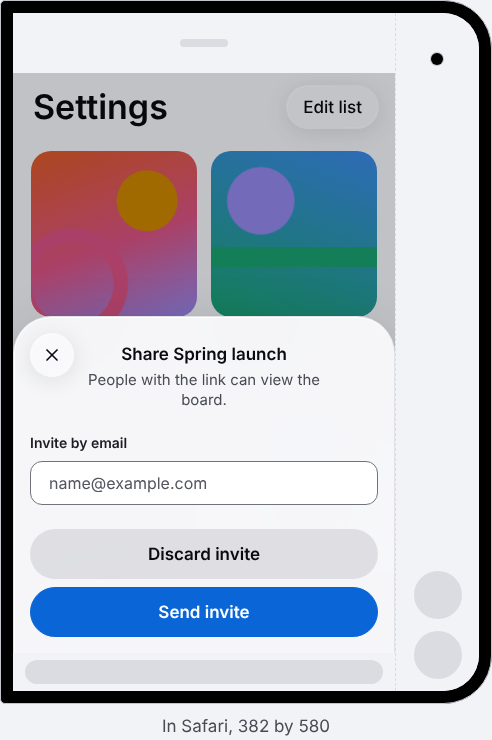 Settings
Edit list
Share Spring launch
People with the link can view the
board.
Invite by email
name@example.com
Discard invite
Send invite
In Safari, 382 by 580